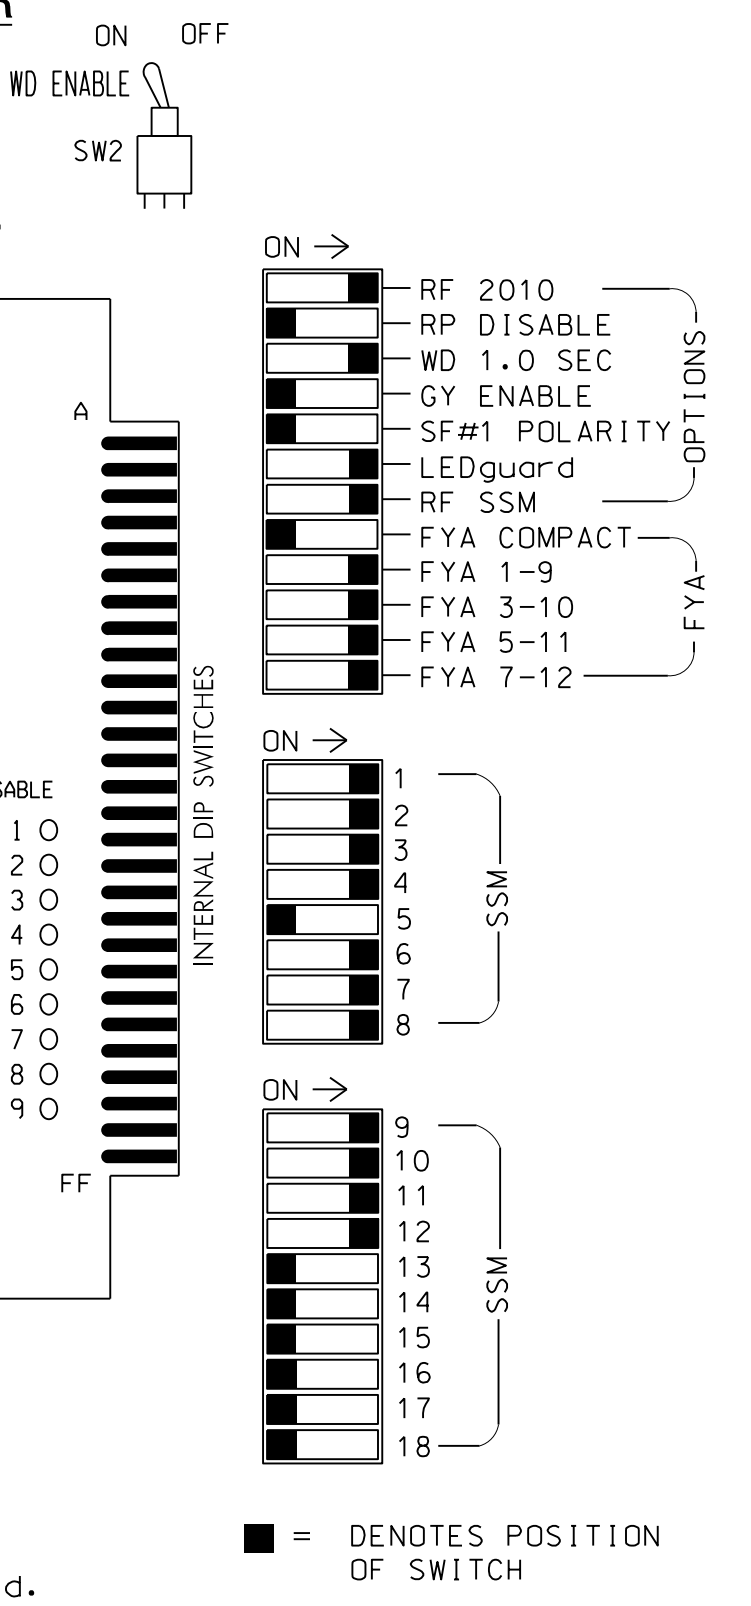 ON OFF
WD ENABLE
SW2
ON
RF 2010
RP DISABLE
WD 1.0 SEC
GY ENABLE
SF#1 POLARITY
LEDguard
RF SSM
OPTIONS
FYA COMPACT
FYA 1-9
FYA 3-10
FYA 5-11
FYA 7-12
FYA
A
FF
INTERNAL DIP SWITCHES
SABLE
1
2
3
4
5
6
7
8
9
ON
1
2
3
4
5
6
7
8
SSM
ON
9
10
11
12
13
14
15
16
17
18
SSM
= DENOTES POSITION
OF SWITCH
d.